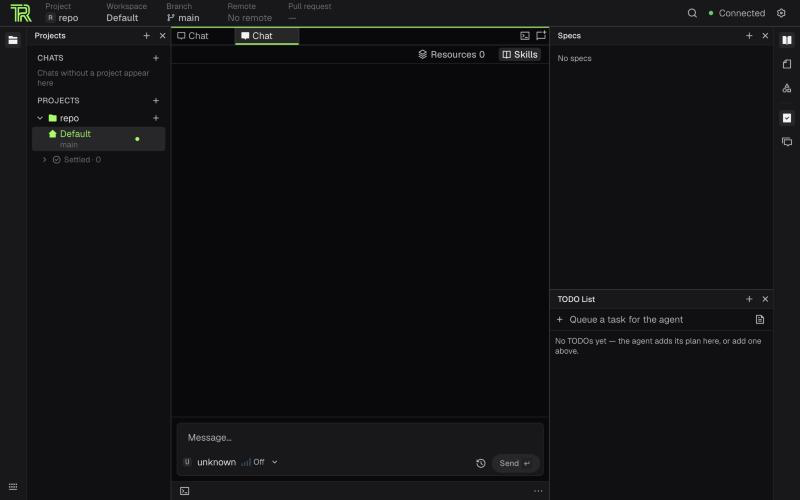 Project
R repo
Workspace
Default
Branch
main
Remote
No remote
Pull request
—
Connected
Projects
CHATS
Chats without a project appear
here
PROJECTS
repo
Default
main
Settled · 0
Chat
Chat
Resources 0
Skills
Message...
U unknown
Off
Send
Specs
No specs
TODO List
Queue a task for the agent
No TODOs yet — the agent adds its plan here, or add one
above.